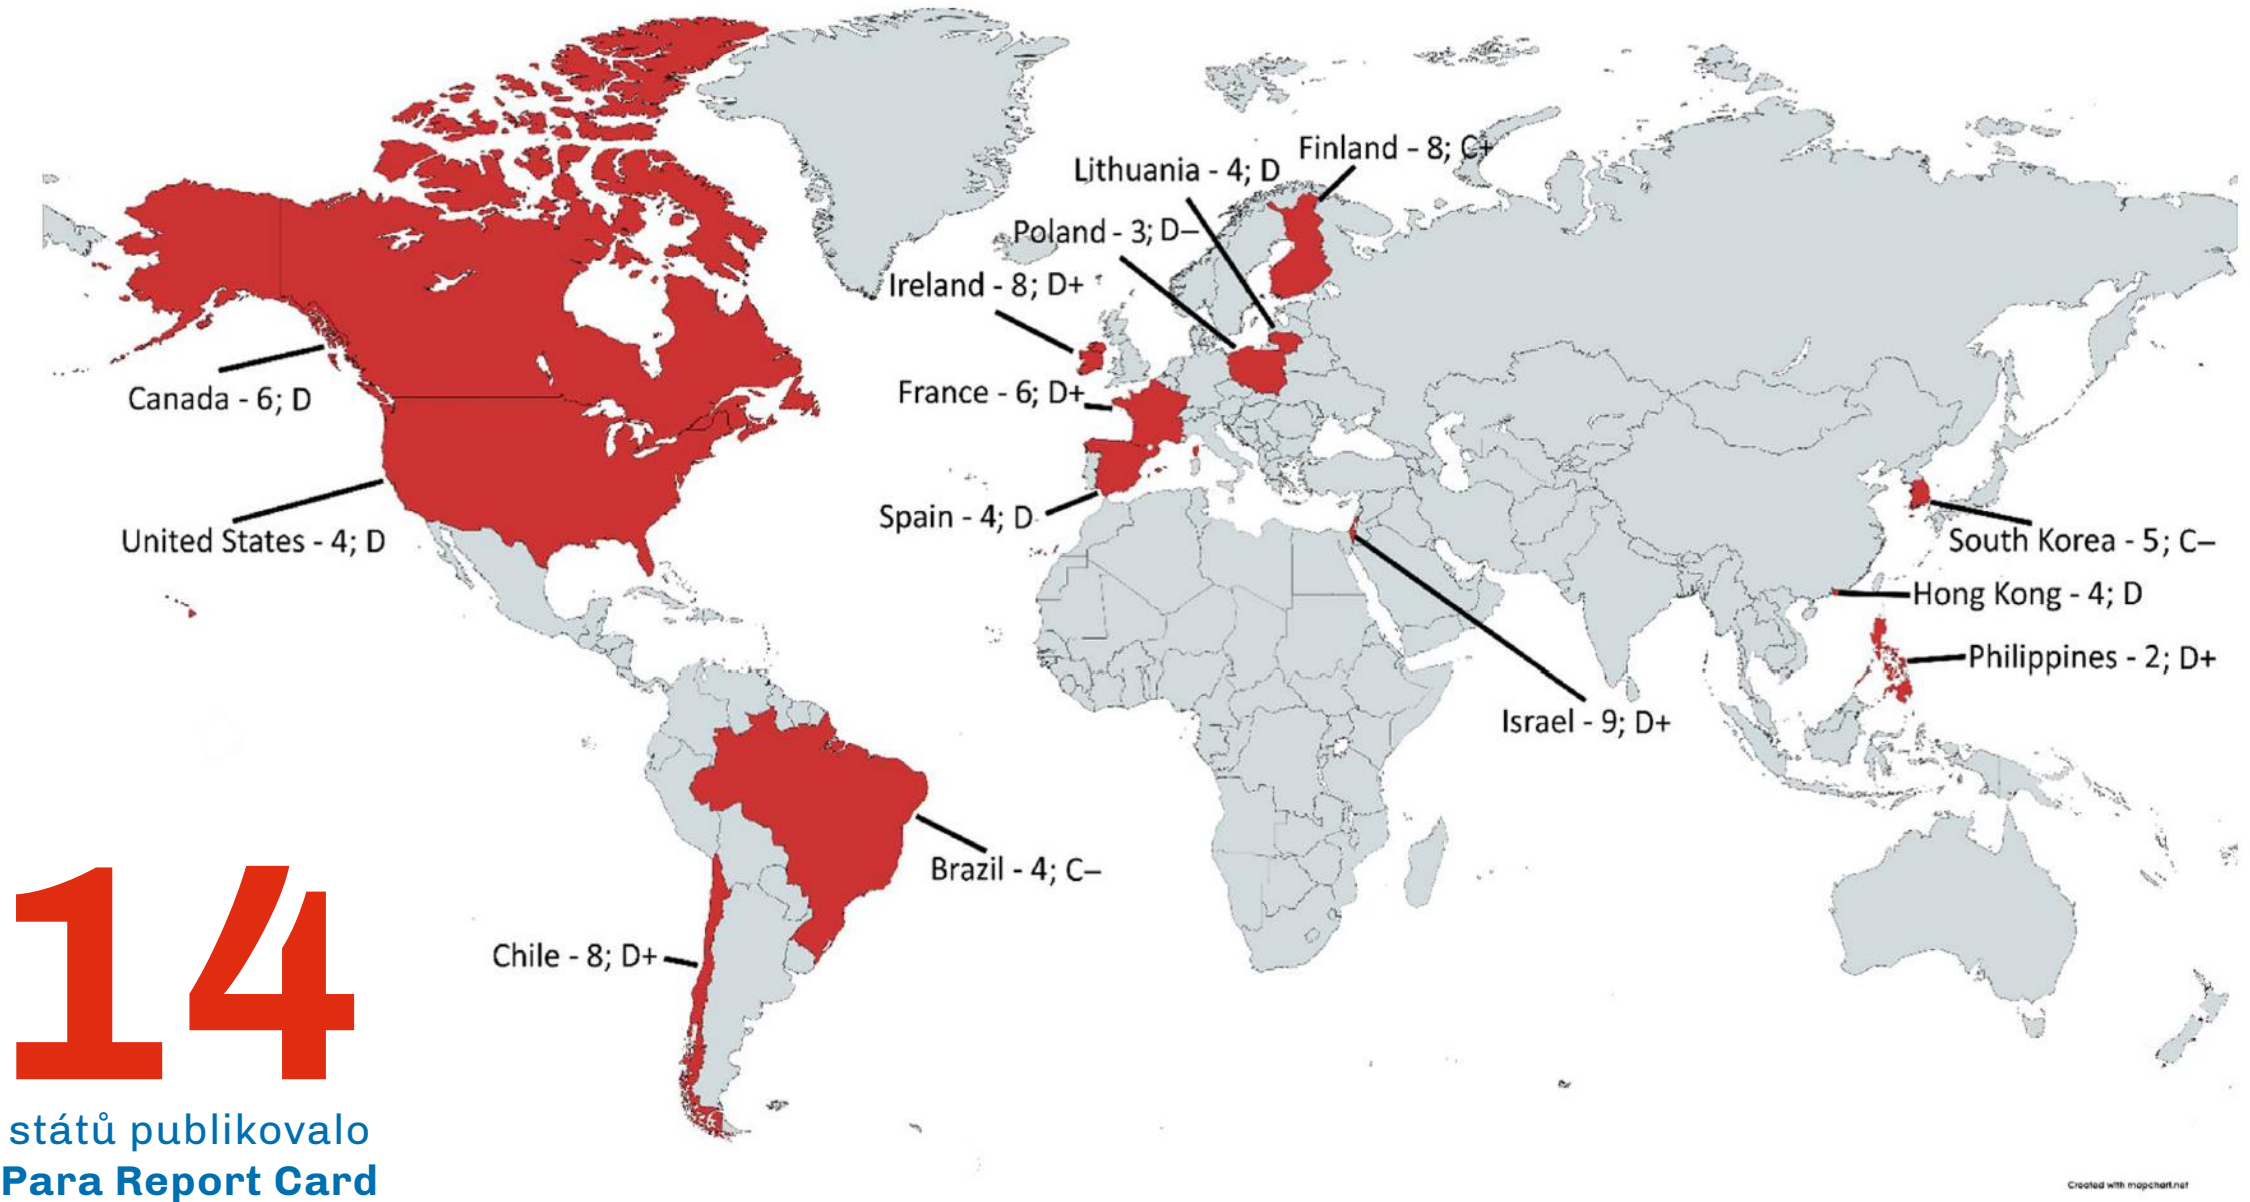 Finland - 8; C+
Lithuania - 4; D
Poland - 3; D–
Ireland - 8; D+
France - 6; D+
Canada - 6; D
Spain - 4; D
United States - 4; D
South Korea - 5; C–
Hong Kong - 4; D
Philippines - 2; D+
Israel - 9; D+
Brazil - 4; C–
Chile - 8; D+
14
států publikovalo
Para Report Card
Created with mapchart.net